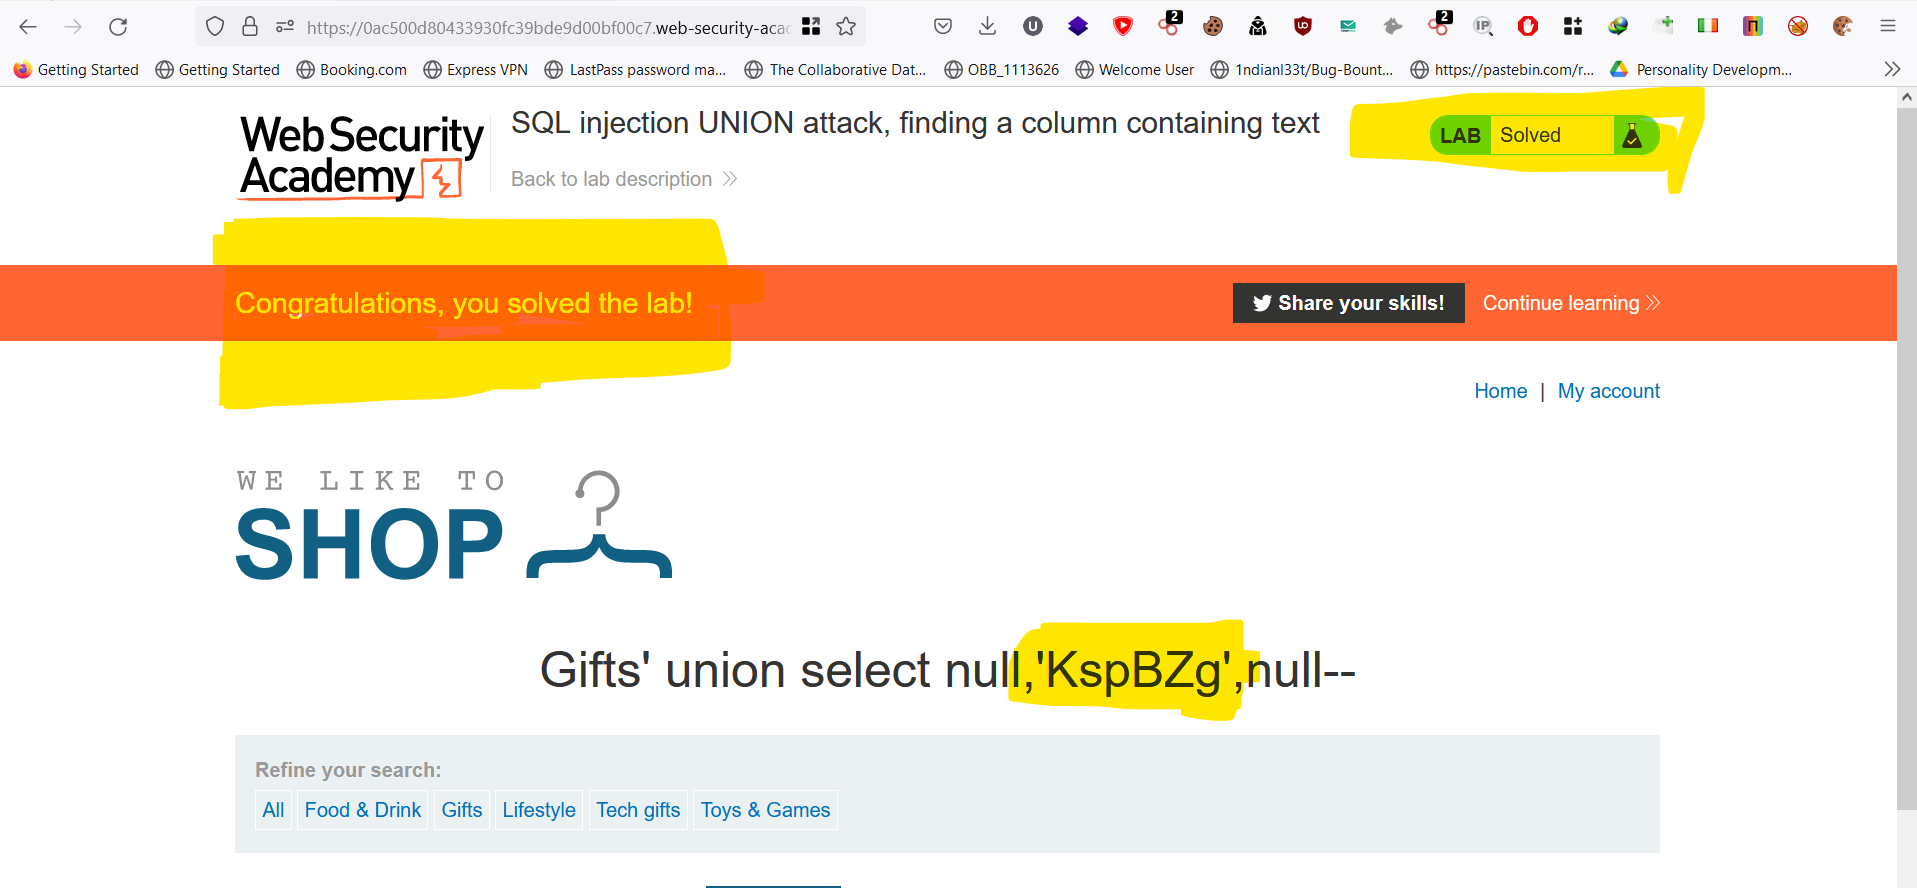 https://0ac500d80433930fc39bde9d00bf00c7.web-security-aca
2
2
IP
Getting Started
Getting Started
Booking.com
Express VPN
LastPass password ma...
The Collaborative Dat...
OBB_1113626
Welcome User
1ndianl33t/Bug-Bount...
https://pastebin.com/r...
Personality Developm...
Web Security
Academy
SQL injection UNION attack, finding a column containing text
Back to lab description
LAB Solved
Congratulations, you solved the lab!
Share your skills!
Continue learning
Home | My account
WE LIKE TO
SHOP
Gifts' union select null,'KspBZg',null--
Refine your search:
All Food & Drink Gifts Lifestyle Tech gifts Toys & Games